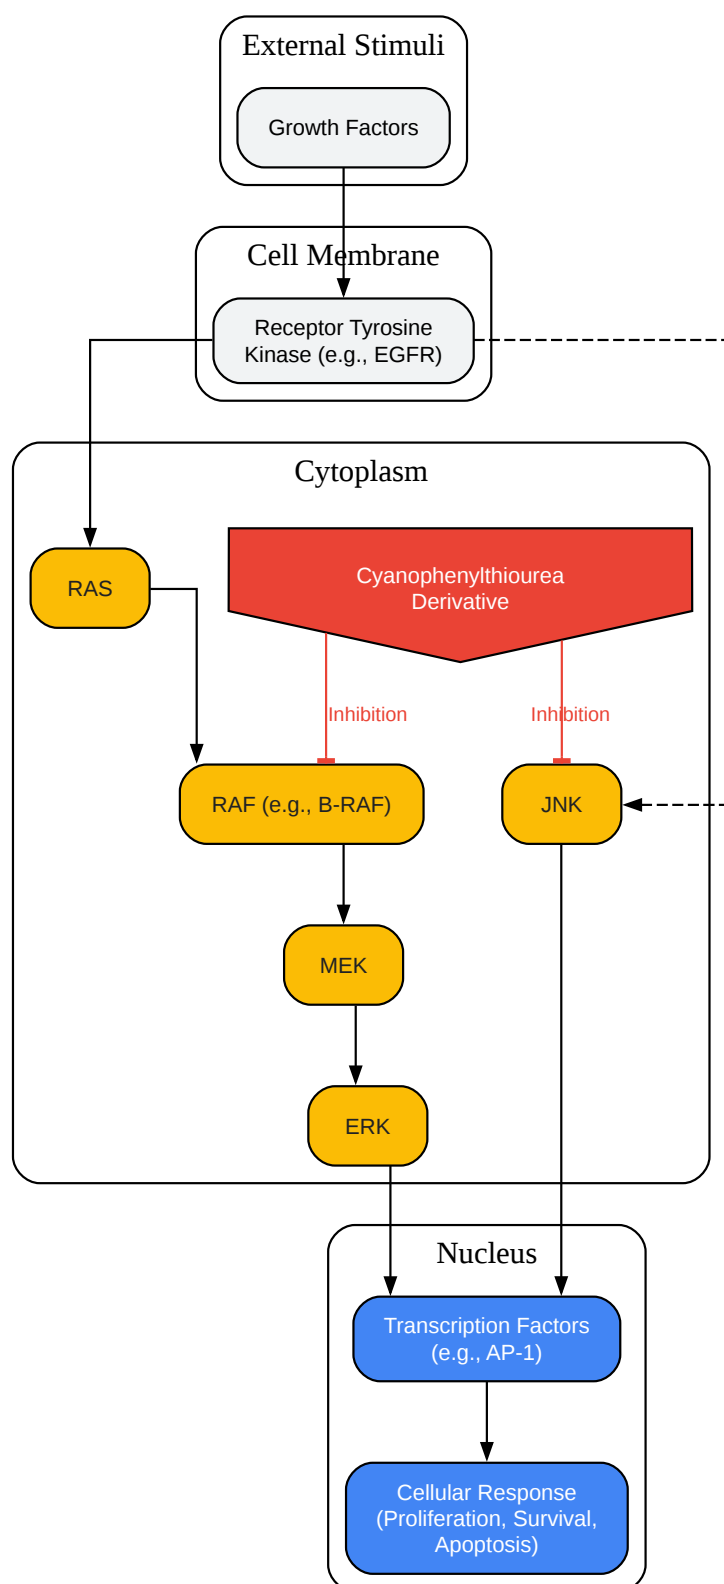 External Stimuli
Growth Factors
Cell Membrane
Receptor Tyrosine
Kinase (e.g., EGFR)
Cytoplasm
RAS
Cyanophenylthiourea
Derivative
Inhibition
Inhibition
RAF (e.g., B-RAF)
JNK
MEK
ERK
Nucleus
Transcription Factors
(e.g., AP-1)
Cellular Response
(Proliferation, Survival,
Apoptosis)